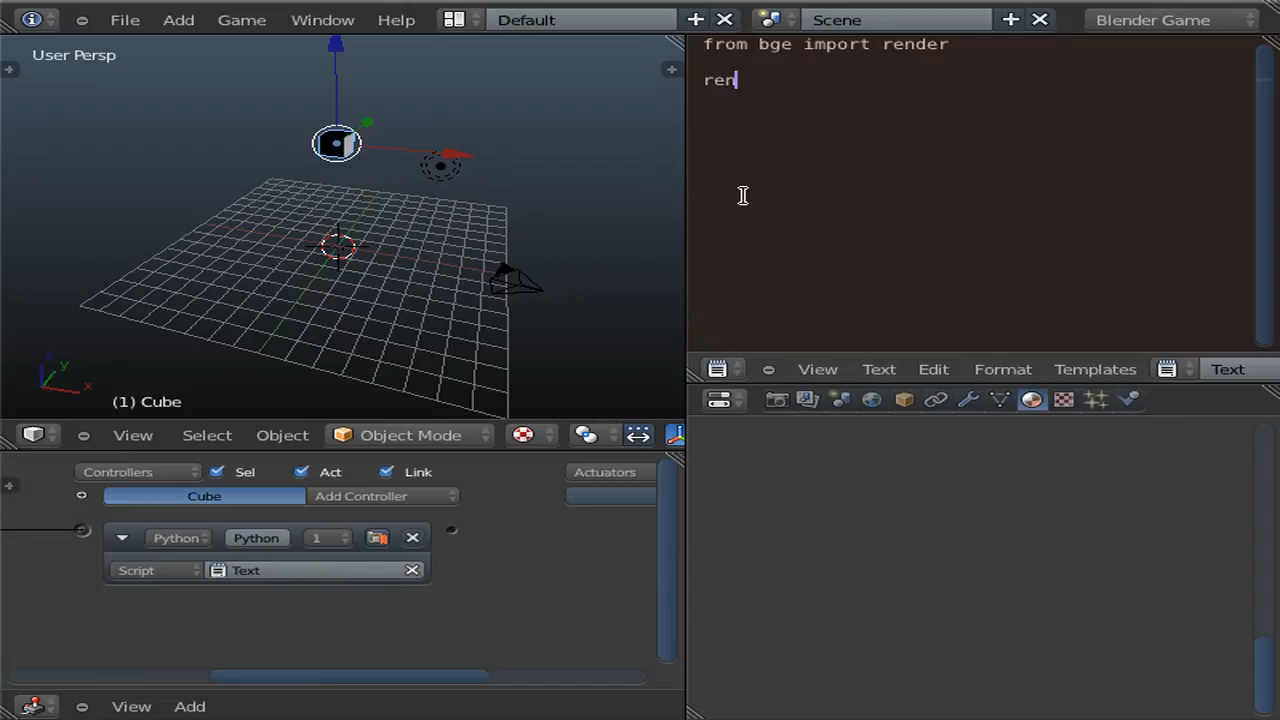 File Add Game Window Help Default Scene Blender Game
User Persp
z
y
x
(1) Cube
View Select Object Object Mode
from bge import render
ren
View Text Edit Format Templates Text
Controllers Sel Act Link Actuators
Cube Add Controller
Python Python 1
Script Text
View Add